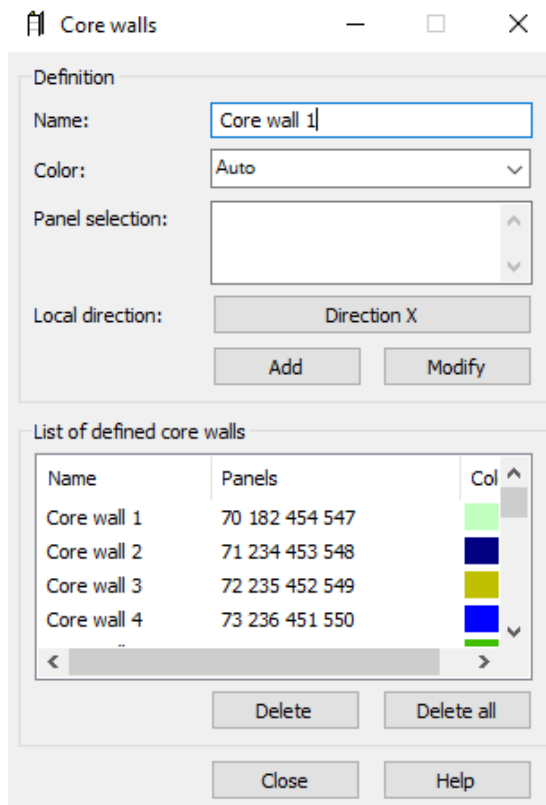 Core walls
Definition
Name: Core wall 1
Color: Auto
Panel selection:
Local direction: Direction X
Add Modify
List of defined core walls
Name Panels Col
Core wall 1 70 182 454 547
Core wall 2 71 234 453 548
Core wall 3 72 235 452 549
Core wall 4 73 236 451 550
Delete Delete all
Close Help